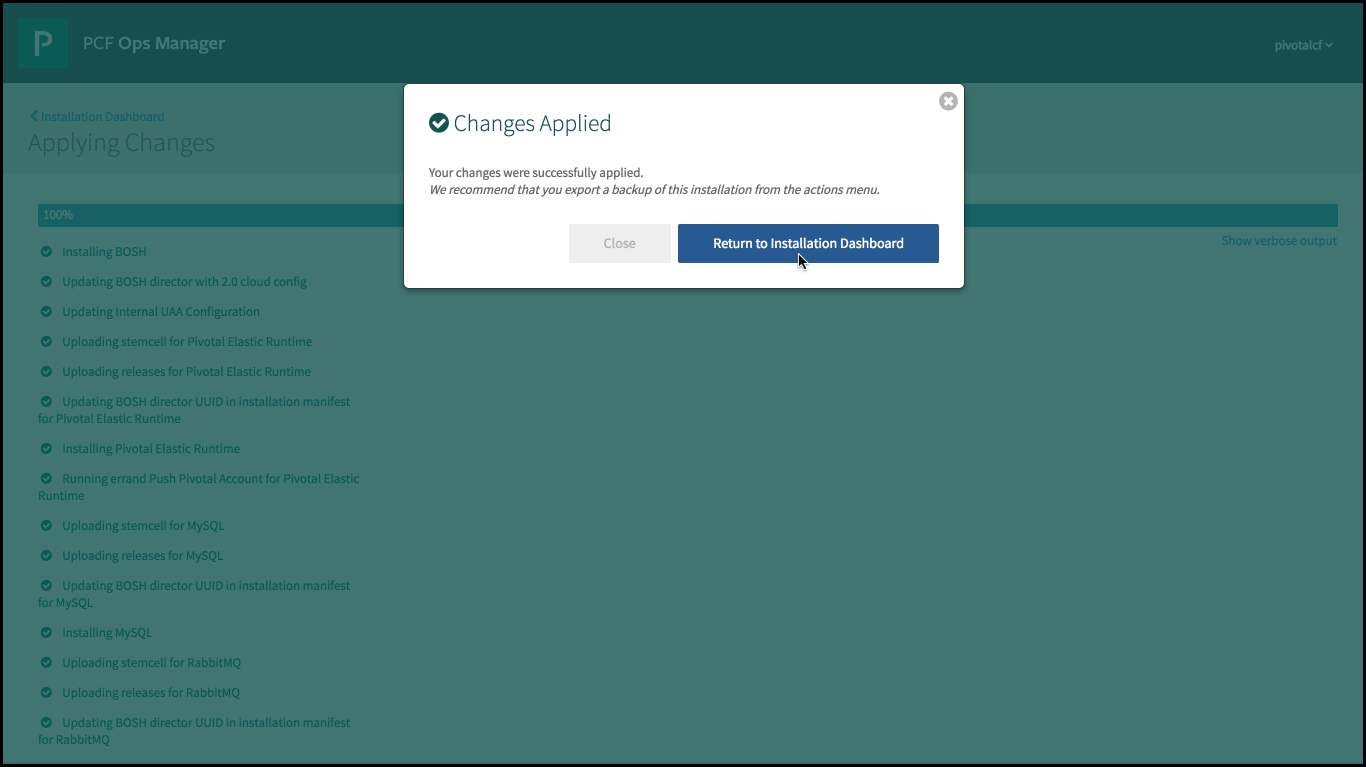 P
PCF Ops Manager
pivotalcf
Installation Dashboard
Applying Changes
Changes Applied
Your changes were successfully applied.
We recommend that you export a backup of this installation from the actions menu.
Close
Return to Installation Dashboard
100%
Show verbose output
Installing BOSH
Updating BOSH director with 2.0 cloud config
Updating Internal UAA Configuration
Uploading stemcell for Pivotal Elastic Runtime
Uploading releases for Pivotal Elastic Runtime
Updating BOSH director UUID in installation manifest
for Pivotal Elastic Runtime
Installing Pivotal Elastic Runtime
Running errand Push Pivotal Account for Pivotal Elastic
Runtime
Uploading stemcell for MySQL
Uploading releases for MySQL
Updating BOSH director UUID in installation manifest
for MySQL
Installing MySQL
Uploading stemcell for RabbitMQ
Uploading releases for RabbitMQ
Updating BOSH director UUID in installation manifest
for RabbitMQ